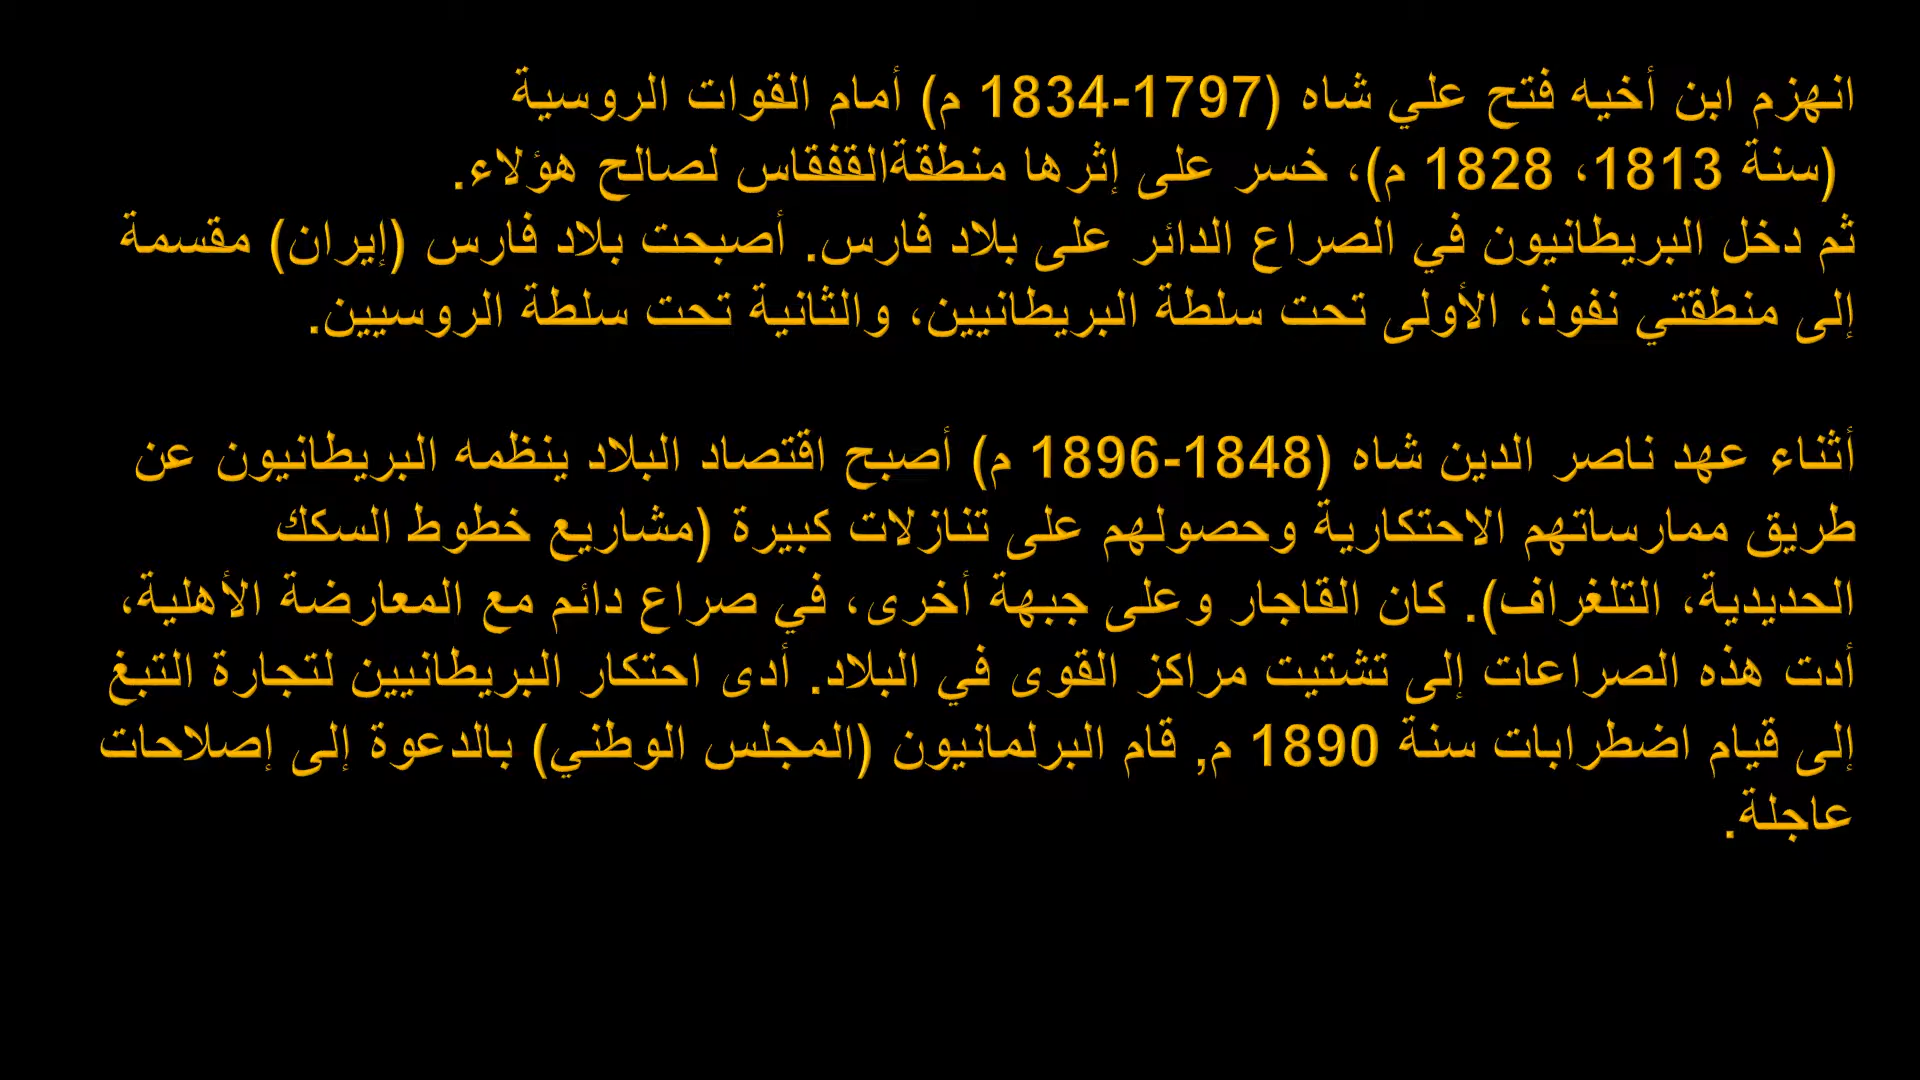 انهزم ابن أخيه فتح علي شاه (1797-1834 م) أمام القوات الروسية
(سنة 1813، 1828 م)، خسر على إثرها منطقةالقفقاس لصالح هؤلاء.
ثم دخل البريطانيون في الصراع الدائر على بلاد فارس. أصبحت بلاد فارس (إيران) مقسمة
إلى منطقتي نفوذ، الأولى تحت سلطة البريطانيين، والثانية تحت سلطة الروسيين.
أثناء عهد ناصر الدين شاه (1848-1896 م) أصبح اقتصاد البلاد ينظمه البريطانيون عن
طريق ممارساتهم الاحتكارية وحصولهم على تنازلات كبيرة (مشاريع خطوط السكك
الحديدية، التلغراف). كان القاجار وعلى جبهة أخرى، في صراع دائم مع المعارضة الأهلية،
أدت هذه الصراعات إلى تشتيت مراكز القوى في البلاد. أدى احتكار البريطانيين لتجارة التبغ
إلى قيام اضطرابات سنة 1890 م, قام البرلمانيون (المجلس الوطني) بالدعوة إلى إصلاحات
عاجلة.